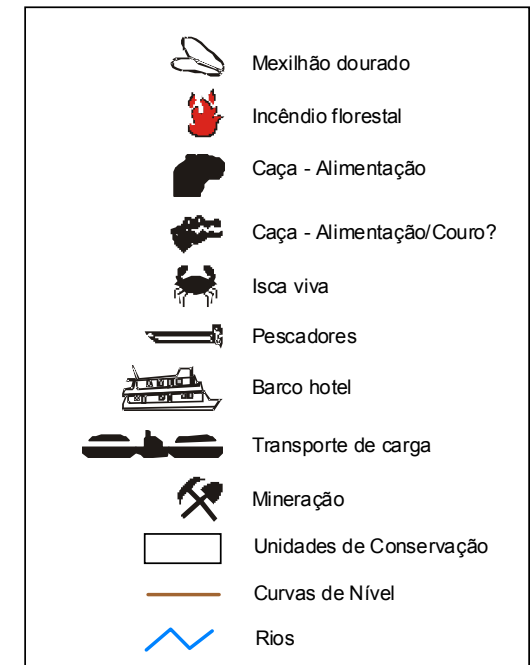 Mexilhão dourado
Incêndio florestal
Caça - Alimentação
Caça - Alimentação/Couro?
Isca viva
Pescadores
Barco hotel
Transporte de carga
Mineração
Unidades de Conservação
Curvas de Nível
Rios